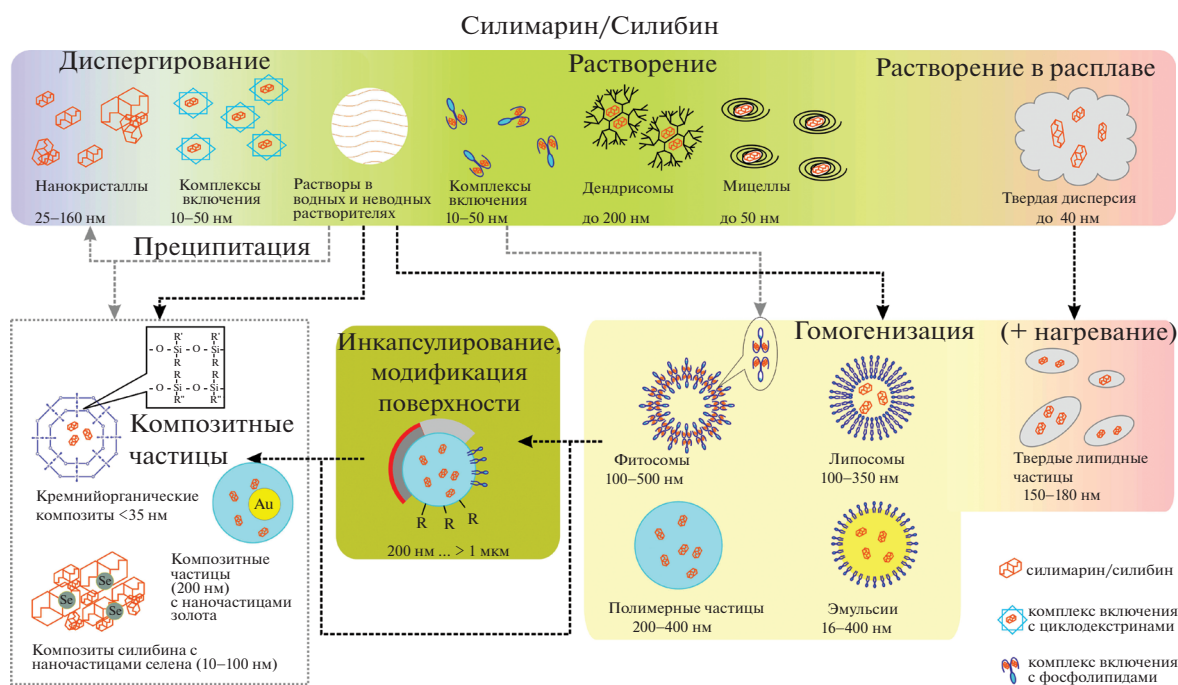 Силимарин/Силибин
Диспергирование
Растворение
Растворение в расплаве
Нанокристаллы
25–160 нм
Комплексы
включения
10–50 нм
Растворы в
водных и неводных
растворителях
Комплексы
включения
10–50 нм
Дендрисомы
до 200 нм
Мицеллы
до 50 нм
Твердая дисперсия
до 40 нм
Преципитация
R' R'
–O–Si–O–Si–
R R
R R
–O–Si–O–Si–
R" R"
Композитные
частицы
Кремнийорганические
композиты <35 нм
Au
Композитные
частицы
(200 нм)
с наночастицами
золота
Se
Se
Se
Композиты силибина с
наночастицами селена (10–100 нм)
Инкапсулирование,
модификация
поверхности
R R R
200 нм ... > 1 мкм
Гомогенизация
(+ нагревание)
Фитосомы
100–500 нм
Липосомы
100–350 нм
Твердые липидные
частицы
150–180 нм
Полимерные частицы
200–400 нм
Эмульсии
16–400 нм
силимарин/силибин
комплекс включения
с циклодекстринами
комплекс включения
с фосфолипидами